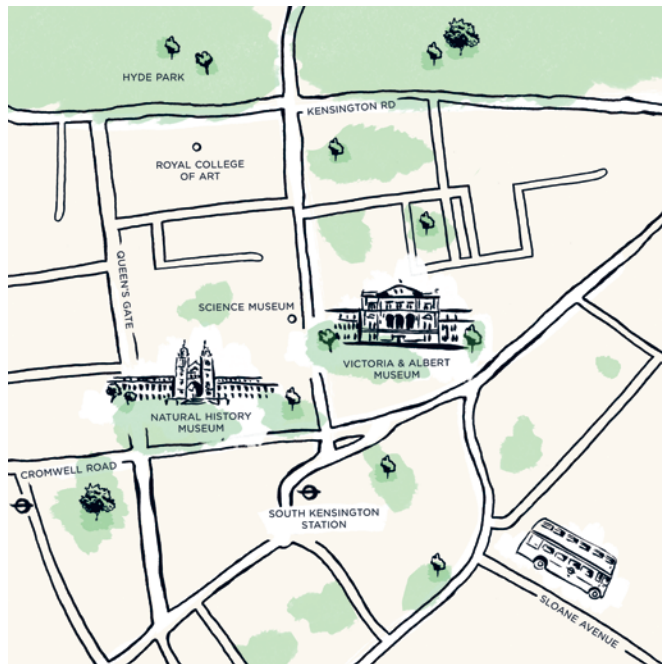 HYDE PARK
KENSINGTON RD
ROYAL COLLEGE
OF ART
QUEEN'S GATE
SCIENCE MUSEUM
VICTORIA & ALBERT
MUSEUM
NATURAL HISTORY
MUSEUM
CROMWELL ROAD
SOUTH KENSINGTON
STATION
SLOANE AVENUE